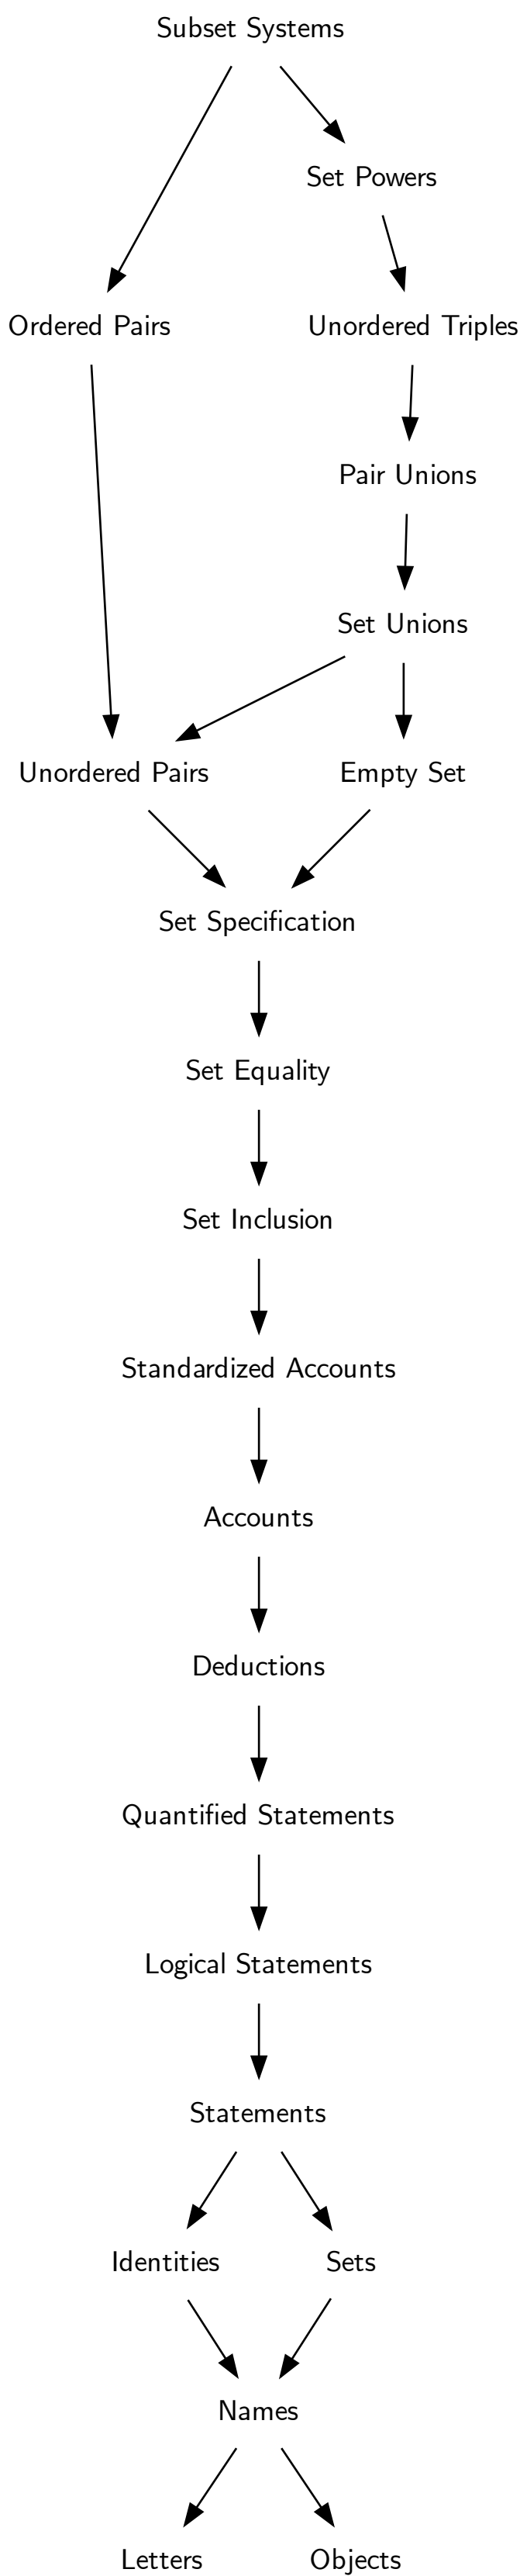 Subset Systems
Set Powers
Ordered Pairs
Unordered Triples
Pair Unions
Set Unions
Unordered Pairs
Empty Set
Set Specification
Set Equality
Set Inclusion
Standardized Accounts
Accounts
Deductions
Quantified Statements
Logical Statements
Statements
Identities
Sets
Names
Letters
Objects